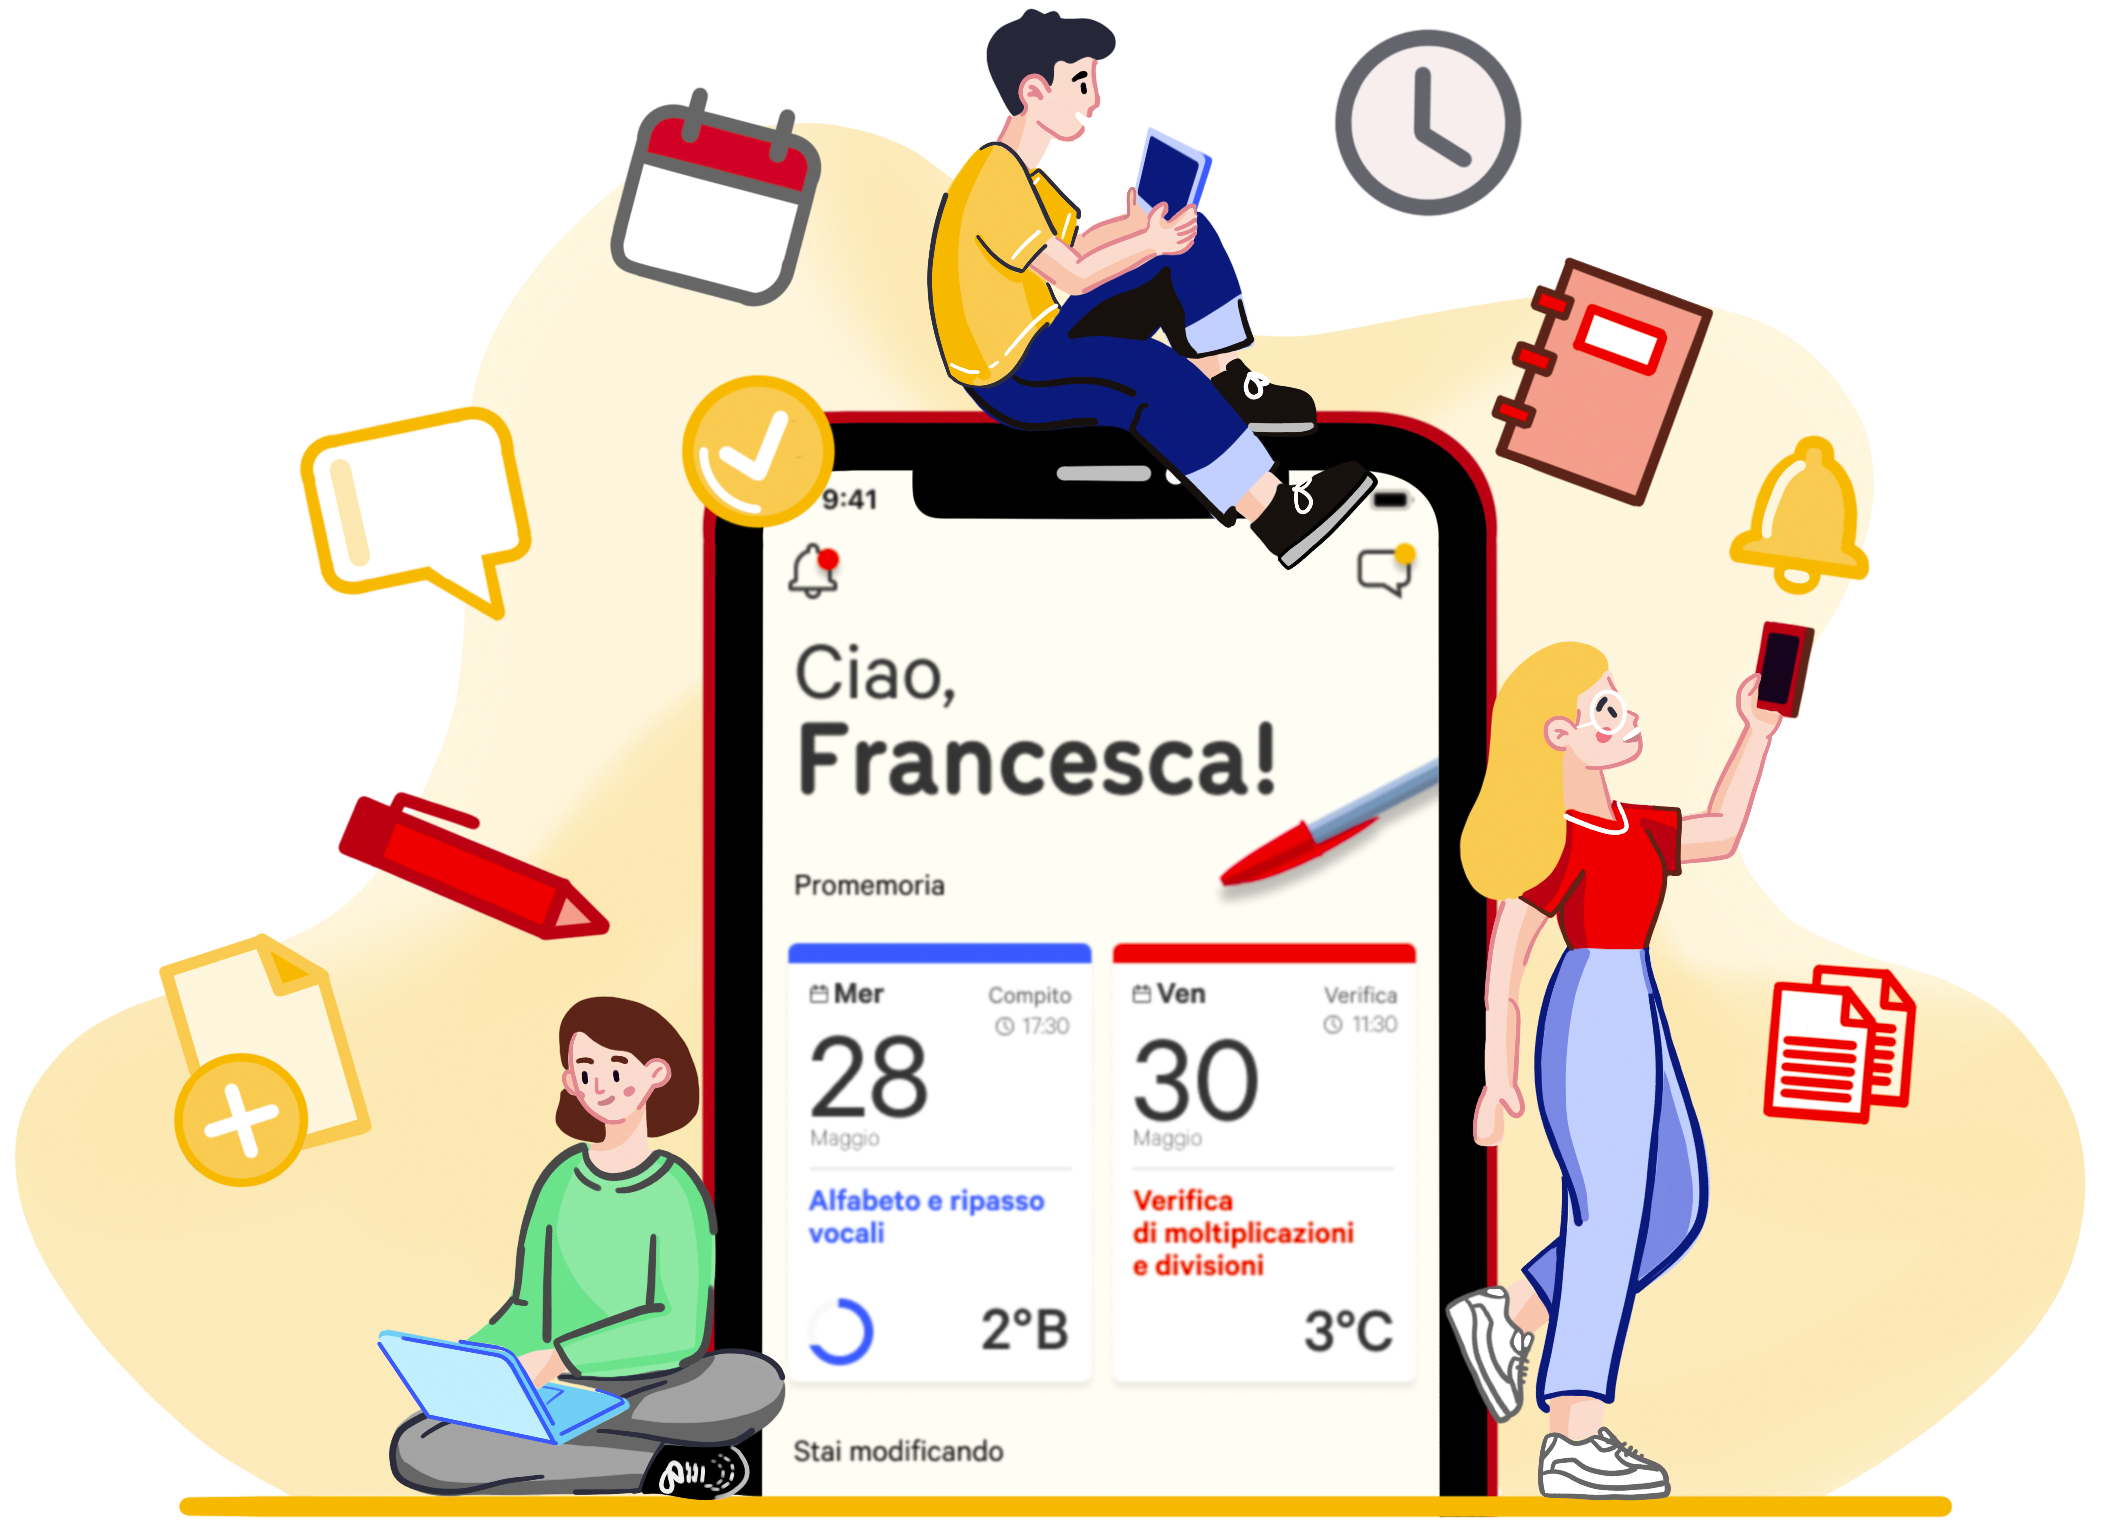 9:41
Ciao,
Francesca!
Promemoria
Mer
Compito
17:30
28
Maggio
Alfabeto e ripasso
vocali
2°B
Ven
Verifica
11:30
30
Maggio
Verifica
di moltiplicazioni
e divisioni
3°C
Stai modificando